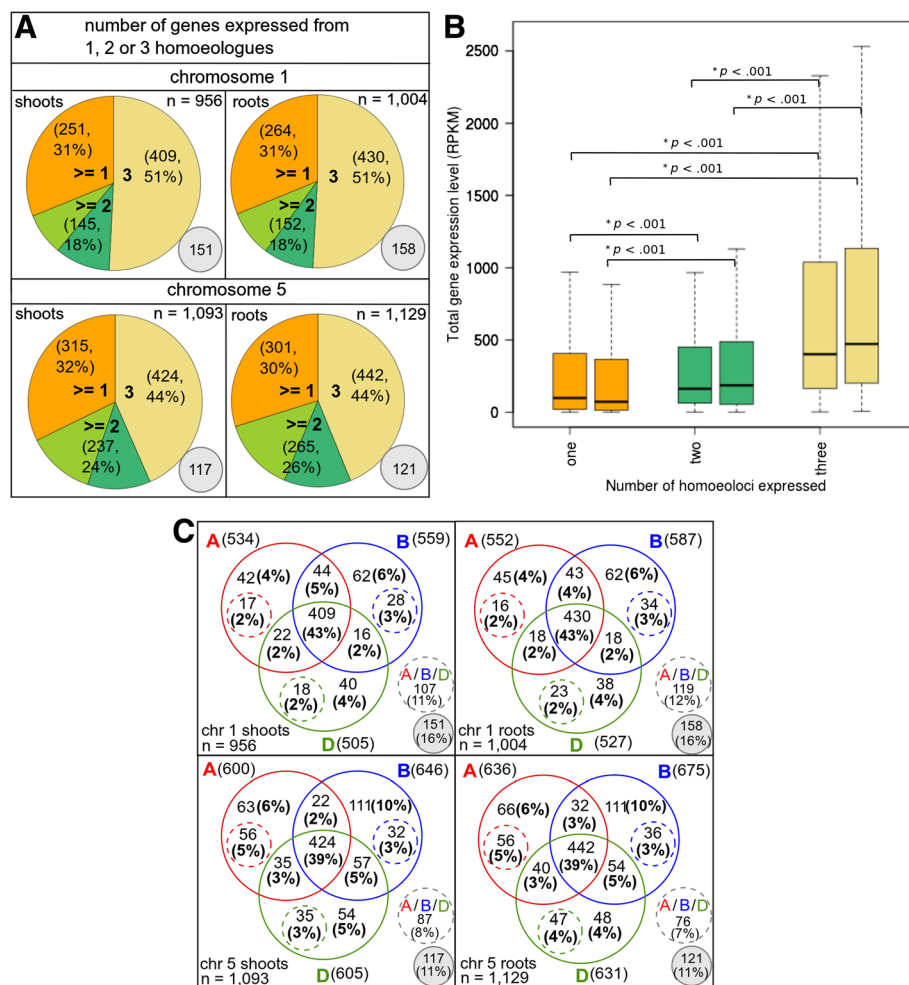 A
number of genes expressed from
1, 2 or 3 homoeologues
chromosome 1
shoots
n = 956
(251,
31%)
>= 1
3
(409,
51%)
>= 2
(145,
18%)
151
roots
n = 1,004
(264,
31%)
>= 1
3
(430,
51%)
>= 2
(152,
18%)
158
chromosome 5
shoots
n = 1,093
(315,
32%)
>= 1
3
(424,
44%)
>= 2
(237,
24%)
117
roots
n = 1,129
(301,
30%)
>= 1
3
(442,
44%)
>= 2
(265,
26%)
121
B
Total gene expression level (RPKM)
2500
2000
1500
1000
500
0
* p < .001
* p < .001
* p < .001
* p < .001
* p < .001
* p < .001
one
two
three
Number of homoeoloci expressed
C
A (534)
B (559)
42 (4%)
44
(5%)
62 (6%)
17
(2%)
28
(3%)
409
(43%)
22
(2%)
16
(2%)
18
(2%)
40
(4%)
A/B/D
107
(11%)
151
(16%)
chr 1 shoots
n = 956
D (505)
A (552)
B (587)
45 (4%)
43
(4%)
62 (6%)
16
(2%)
34
(3%)
430
(43%)
18
(2%)
18
(2%)
23
(2%)
38
(4%)
A/B/D
119
(12%)
158
(16%)
chr 1 roots
n = 1,004
D (527)
A (600)
B (646)
63 (6%)
22
(2%)
111 (10%)
56
(5%)
32
(3%)
424
(39%)
35
(3%)
57
(5%)
35
(3%)
54
(5%)
A/B/D
87
(8%)
117
(11%)
chr 5 shoots
n = 1,093
D (605)
A (636)
B (675)
66 (6%)
32
(3%)
111 (10%)
56
(5%)
36
(3%)
442
(39%)
40
(3%)
54
(5%)
47
(4%)
48
(4%)
A/B/D
76
(7%)
121
(11%)
chr 5 roots
n = 1,129
D (631)